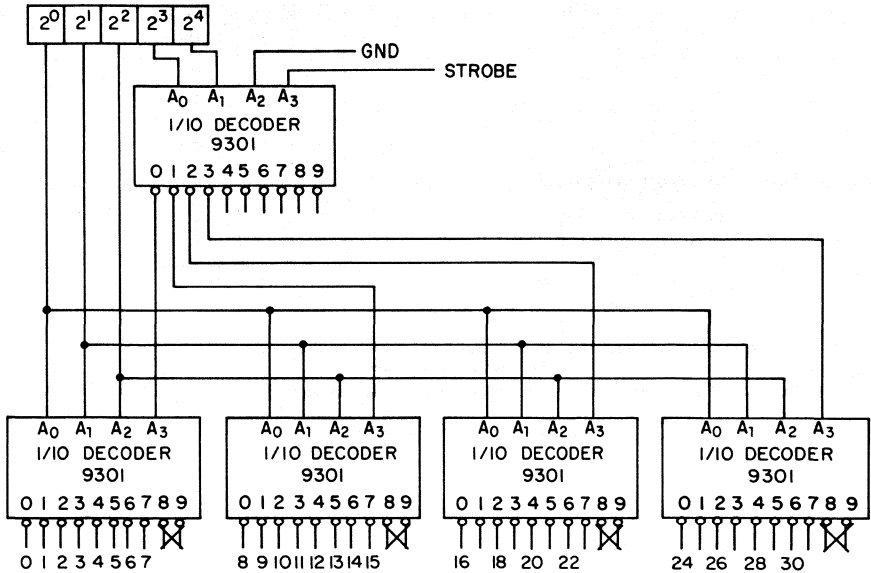 2⁰ 2¹ 2² 2³ 2⁴
GND
STROBE
A₀ A₁ A₂ A₃
1/10 DECODER
9301
0 1 2 3 4 5 6 7 8 9
A₀ A₁ A₂ A₃
1/10 DECODER
9301
0 1 2 3 4 5 6 7 8 9
0 1 2 3 4 5 6 7
A₀ A₁ A₂ A₃
1/10 DECODER
9301
0 1 2 3 4 5 6 7 8 9
8 9 10 11 12 13 14 15
A₀ A₁ A₂ A₃
1/10 DECODER
9301
0 1 2 3 4 5 6 7 8 9
16 18 20 22
A₀ A₁ A₂ A₃
1/10 DECODER
9301
0 1 2 3 4 5 6 7 8 9
24 26 28 30